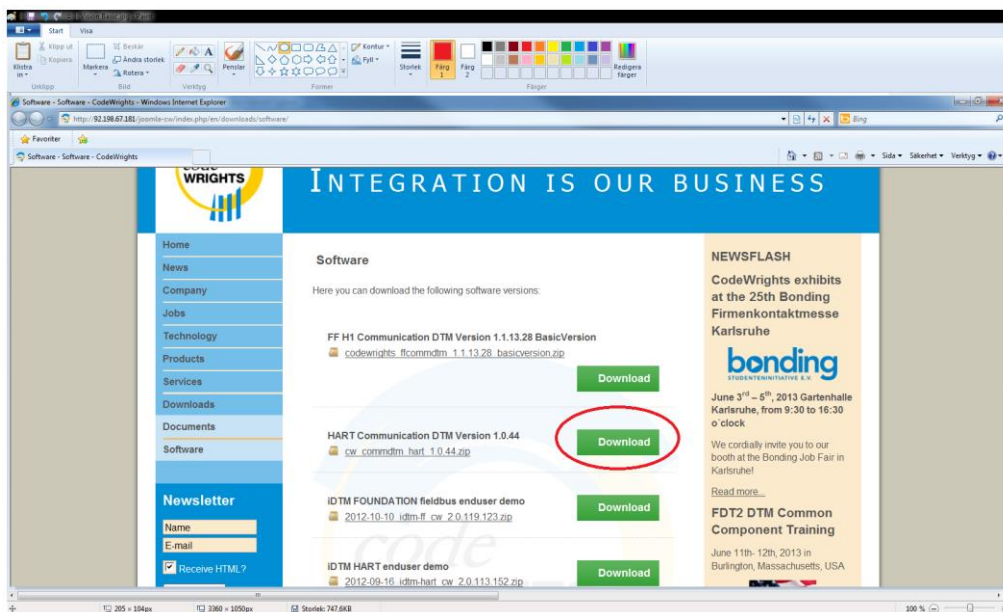 Start Visa
Klistra in
Klipp ut
Kopiera
Urklipp
Markera
Beskär
Ändra storlek
Rotera
Bild
Verktyg
Penslar
Former
Kontur
Fyll
Storlek
Färg 1
Färg 2
Redigera färger
Färger
Software - Software - CodeWrights - Windows Internet Explorer
http://92.198.67.181/joomla-cw/index.php/en/downloads/software/
Bing
Favoriter
Software - Software - CodeWrights
Sida Säkerhet Verktyg
code
WRIGHTS
INTEGRATION IS OUR BUSINESS
Home
News
Company
Jobs
Technology
Products
Services
Downloads
Documents
Software
Newsletter
Name
E-mail
Receive HTML?
Software
Here you can download the following software versions:
FF H1 Communication DTM Version 1.1.13.28 BasicVersion
codewrights_ffcommdtm_1.1.13.28_basicversion.zip
Download
HART Communication DTM Version 1.0.44
cw_commdtm_hart_1.0.44.zip
Download
iDTM FOUNDATION fieldbus enduser demo
2012-10-10_idtm-ff_cw_2.0.119.123.zip
Download
iDTM HART enduser demo
2012-09-16_idtm-hart_cw_2.0.113.152.zip
Download
code
NEWSFLASH
CodeWrights exhibits
at the 25th Bonding
Firmenkontaktmesse
Karlsruhe
bonding
STUDENTENINITIATIVE E.V.
June 3rd – 5th, 2013 Gartenhalle
Karlsruhe, from 9:30 to 16:30
o´clock
We cordially invite you to our
booth at the Bonding Job Fair in
Karlsruhe!
Read more...
FDT2 DTM Common
Component Training
June 11th- 12th, 2013 in
Burlington, Massachusetts, USA
205 × 104px
3360 × 1050px
Storlek: 747,6KB
100 %